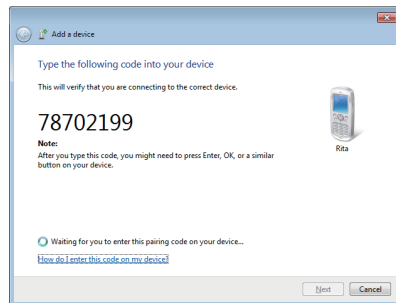 Add a device
Type the following code into your device
This will verify that you are connecting to the correct device.
78702199
Note:
After you type this code, you might need to press Enter, OK, or a similar
button on your device.
Rita
Waiting for you to enter this pairing code on your device...
How do I enter this code on my device?
Next Cancel